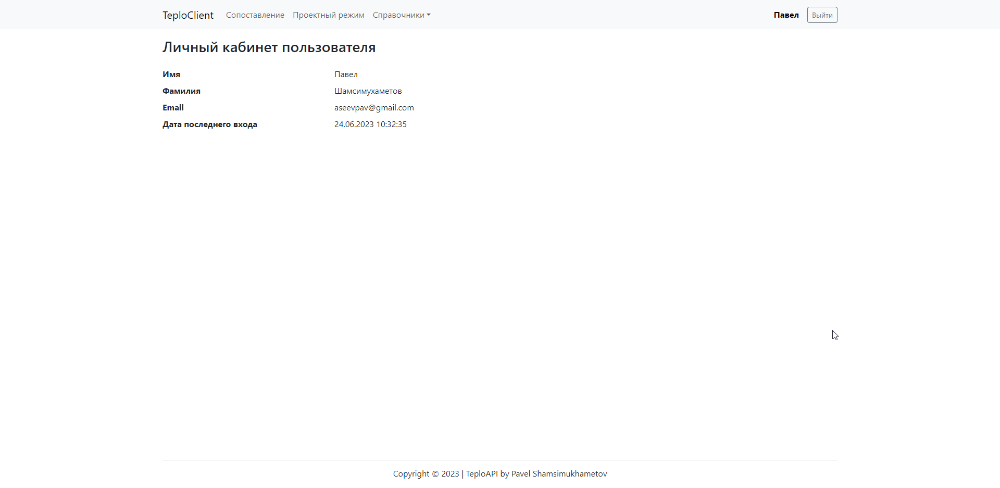 TeploClient Сопоставление Проектный режим Справочники Павел Выйти
Личный кабинет пользователя
Имя Павел
Фамилия Шамсимухаметов
Email aseevpav@gmail.com
Дата последнего входа 24.06.2023 10:32:35
Copyright © 2023 | TeploAPI by Pavel Shamsimukhametov